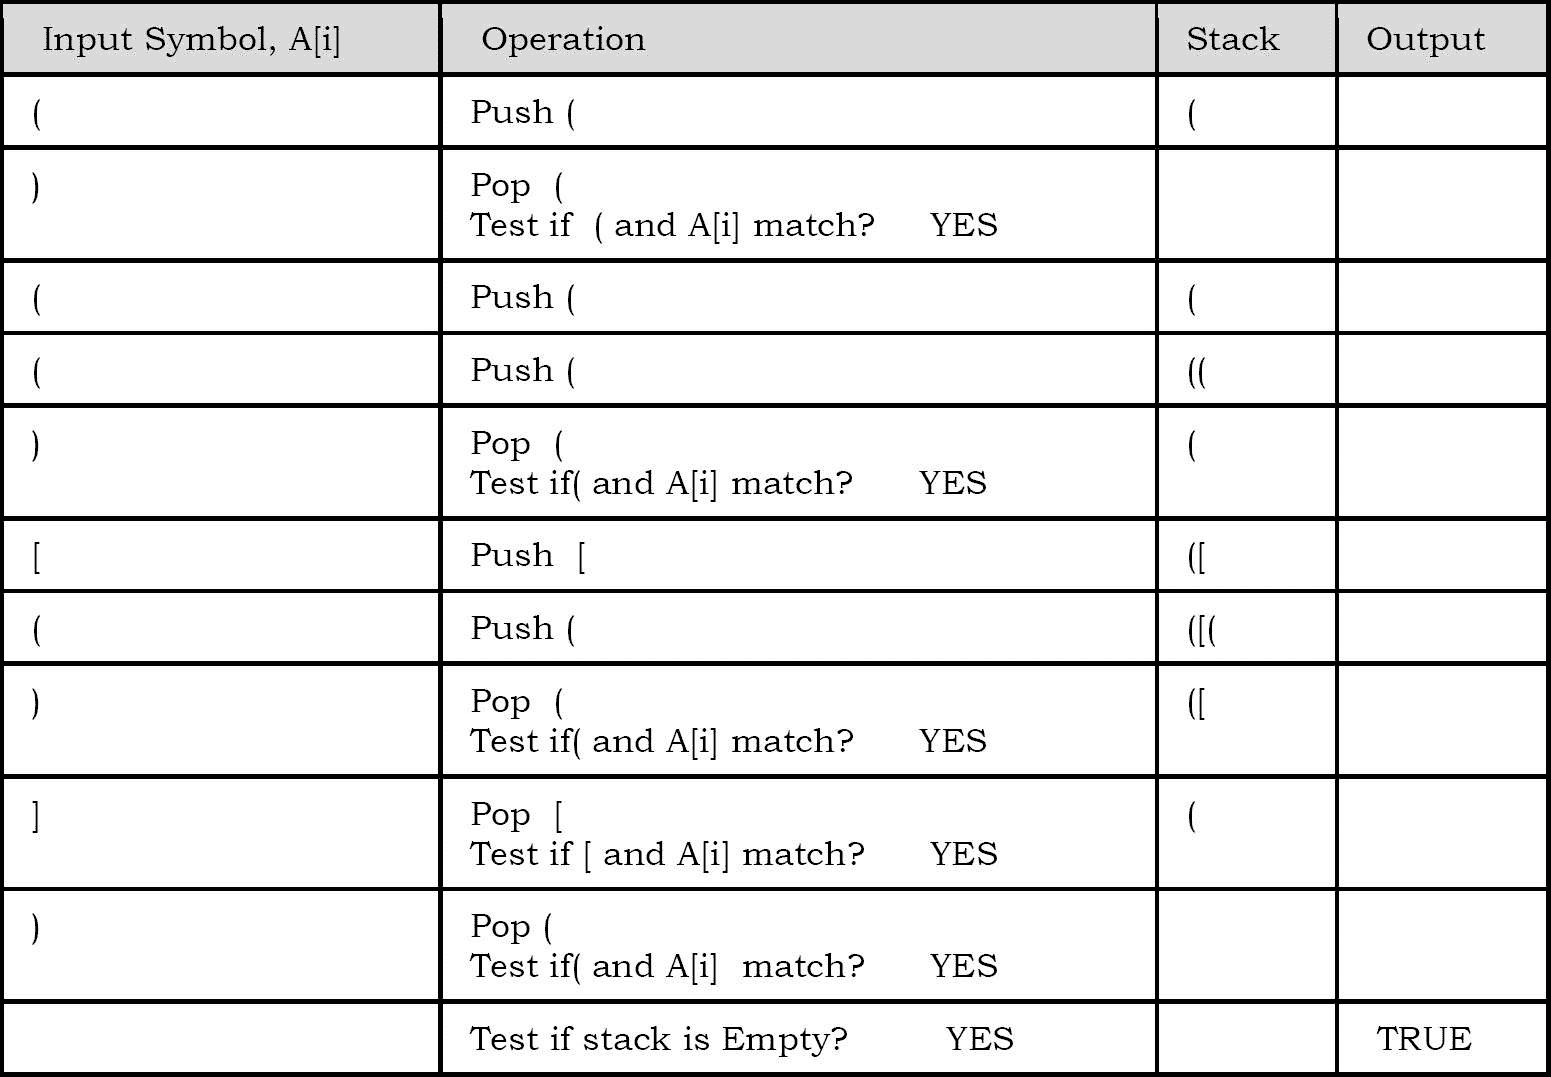 Input Symbol, A[i] Operation Stack Output
( Push ( (
) Pop (
Test if ( and A[i] match? YES
( Push ( (
( Push ( ((
) Pop ( (
Test if( and A[i] match? YES
[ Push [ ([
( Push ( ([(
) Pop ( ([
Test if( and A[i] match? YES
] Pop [ (
Test if [ and A[i] match? YES
) Pop (
Test if( and A[i] match? YES
Test if stack is Empty? YES TRUE